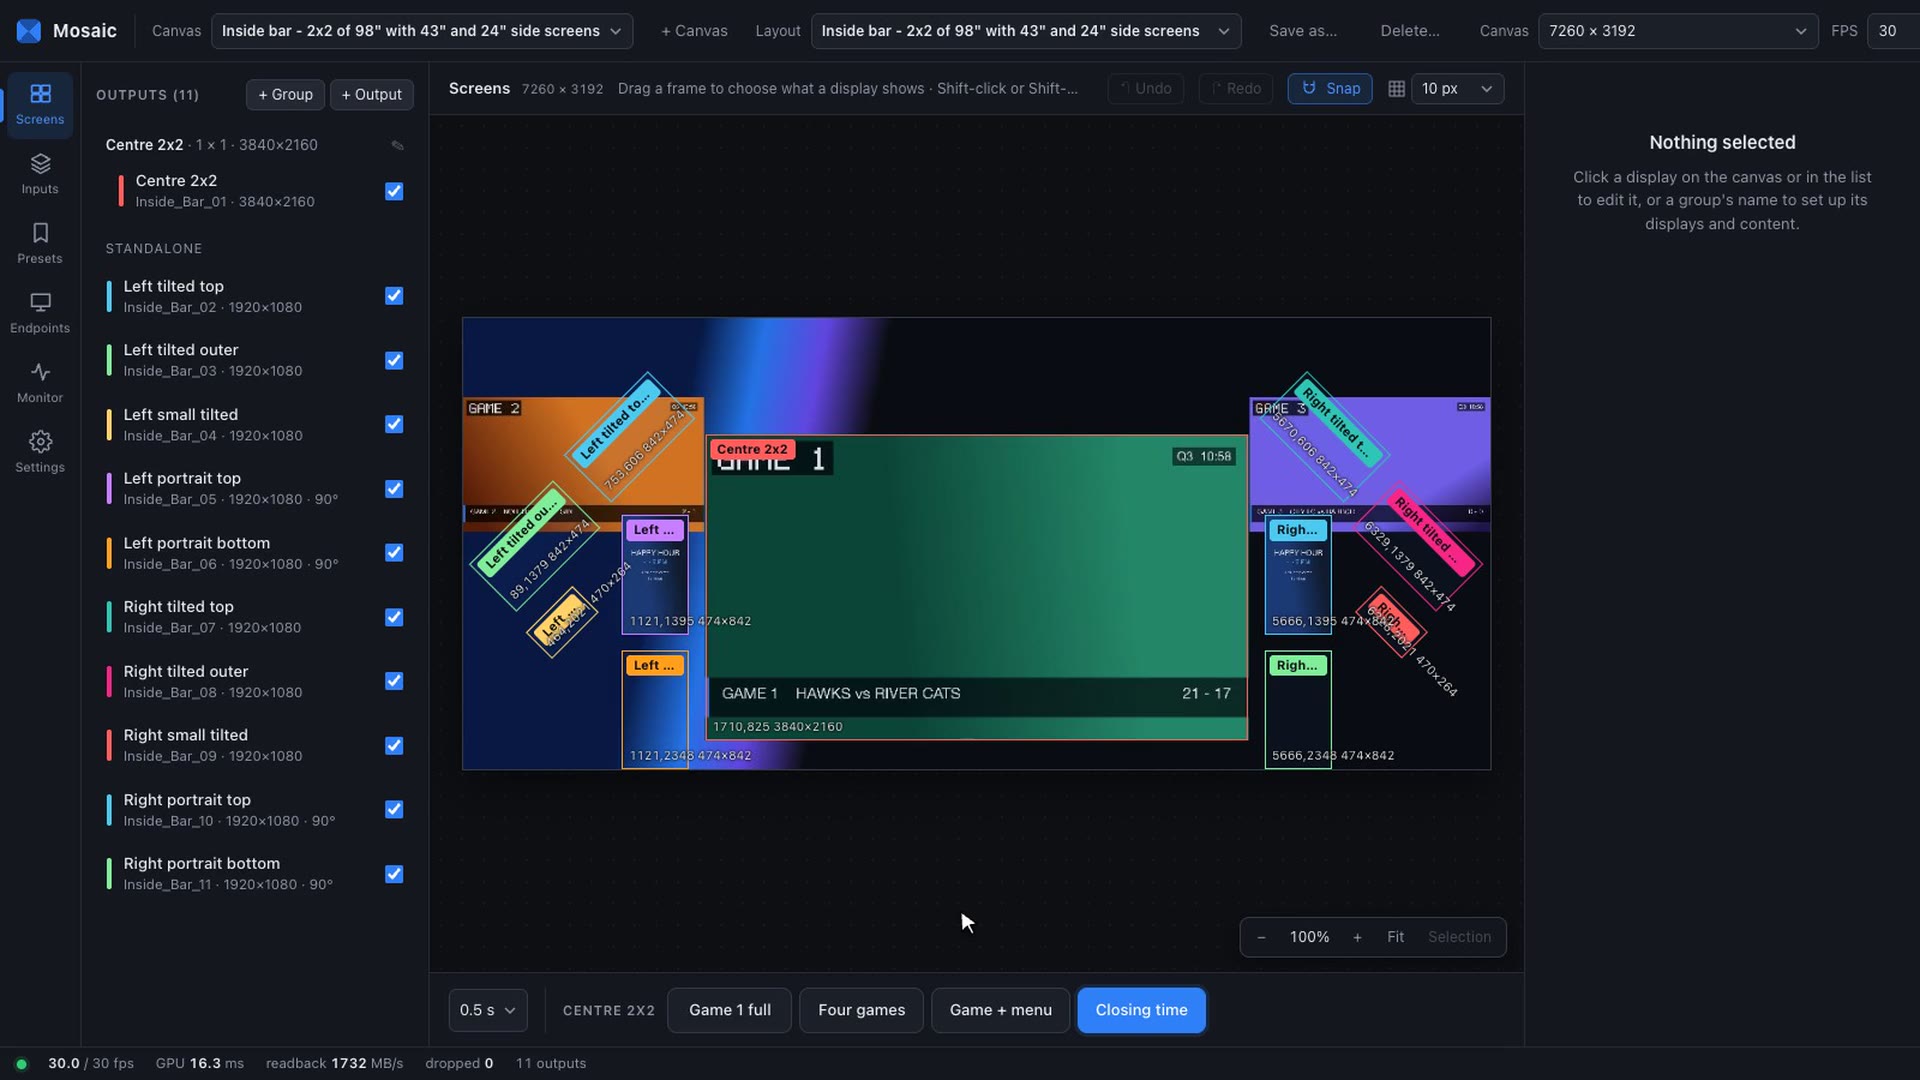 Mosaic
Canvas
Inside bar - 2x2 of 98" with 43" and 24" side screens
+ Canvas
Layout
Inside bar - 2x2 of 98" with 43" and 24" side screens
Save as...
Delete...
Canvas
7260 × 3192
FPS
30
Screens
Inputs
Presets
Endpoints
Monitor
Settings
OUTPUTS (11)
+ Group
+ Output
Centre 2x2 · 1 × 1 · 3840×2160
Centre 2x2
Inside_Bar_01 · 3840×2160
STANDALONE
Left tilted top
Inside_Bar_02 · 1920×1080
Left tilted outer
Inside_Bar_03 · 1920×1080
Left small tilted
Inside_Bar_04 · 1920×1080
Left portrait top
Inside_Bar_05 · 1920×1080 · 90°
Left portrait bottom
Inside_Bar_06 · 1920×1080 · 90°
Right tilted top
Inside_Bar_07 · 1920×1080
Right tilted outer
Inside_Bar_08 · 1920×1080
Right small tilted
Inside_Bar_09 · 1920×1080
Right portrait top
Inside_Bar_10 · 1920×1080 · 90°
Right portrait bottom
Inside_Bar_11 · 1920×1080 · 90°
Screens
7260 × 3192
Drag a frame to choose what a display shows · Shift-click or Shift-...
Undo
Redo
Snap
10 px
GAME 2
Left tilted to...
753,606 842×474
Left tilted ou...
89,1379 842×474
Left ...
470×264
Left ...
HAPPY HOUR
1121,1395 474×842
Left ...
1121,2348 474×842
Centre 2x2
GAME 1
Q3 10:58
GAME 1 HAWKS vs RIVER CATS
21 - 17
1710,825 3840×2160
GAME 3
Right tilted t...
5670,606 842×474
Right tilted ...
6329,1379 842×474
Righ...
HAPPY HOUR
5666,1395 474×842
Righ...
470×264
Righ...
5666,2348 474×842
− 100% + Fit Selection
0.5 s
CENTRE 2X2
Game 1 full
Four games
Game + menu
Closing time
30.0 / 30 fps
GPU 16.3 ms
readback 1732 MB/s
dropped 0
11 outputs
Nothing selected
Click a display on the canvas or in the list
to edit it, or a group's name to set up its
displays and content.